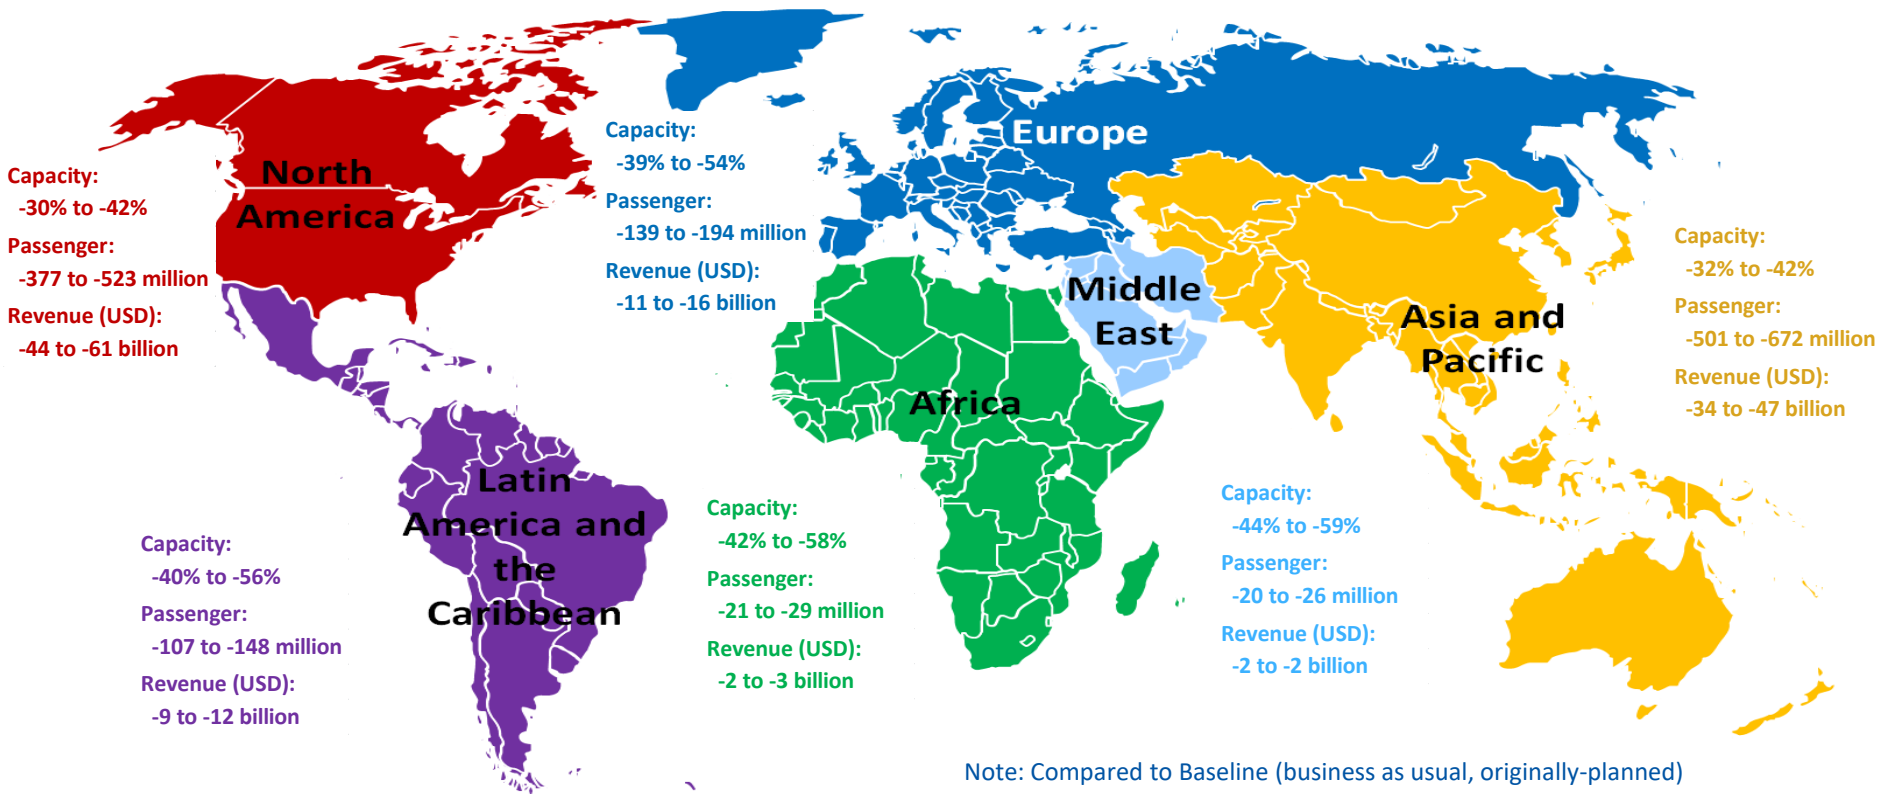 North
America
Capacity:
-30% to -42%
Passenger:
-377 to -523 million
Revenue (USD):
-44 to -61 billion
Capacity:
-39% to -54%
Passenger:
-139 to -194 million
Revenue (USD):
-11 to -16 billion
Europe
Middle
East
Asia and
Pacific
Capacity:
-32% to -42%
Passenger:
-501 to -672 million
Revenue (USD):
-34 to -47 billion
Africa
Latin
America and
the
Caribbean
Capacity:
-40% to -56%
Passenger:
-107 to -148 million
Revenue (USD):
-9 to -12 billion
Capacity:
-42% to -58%
Passenger:
-21 to -29 million
Revenue (USD):
-2 to -3 billion
Capacity:
-44% to -59%
Passenger:
-20 to -26 million
Revenue (USD):
-2 to -2 billion
Note: Compared to Baseline (business as usual, originally-planned)